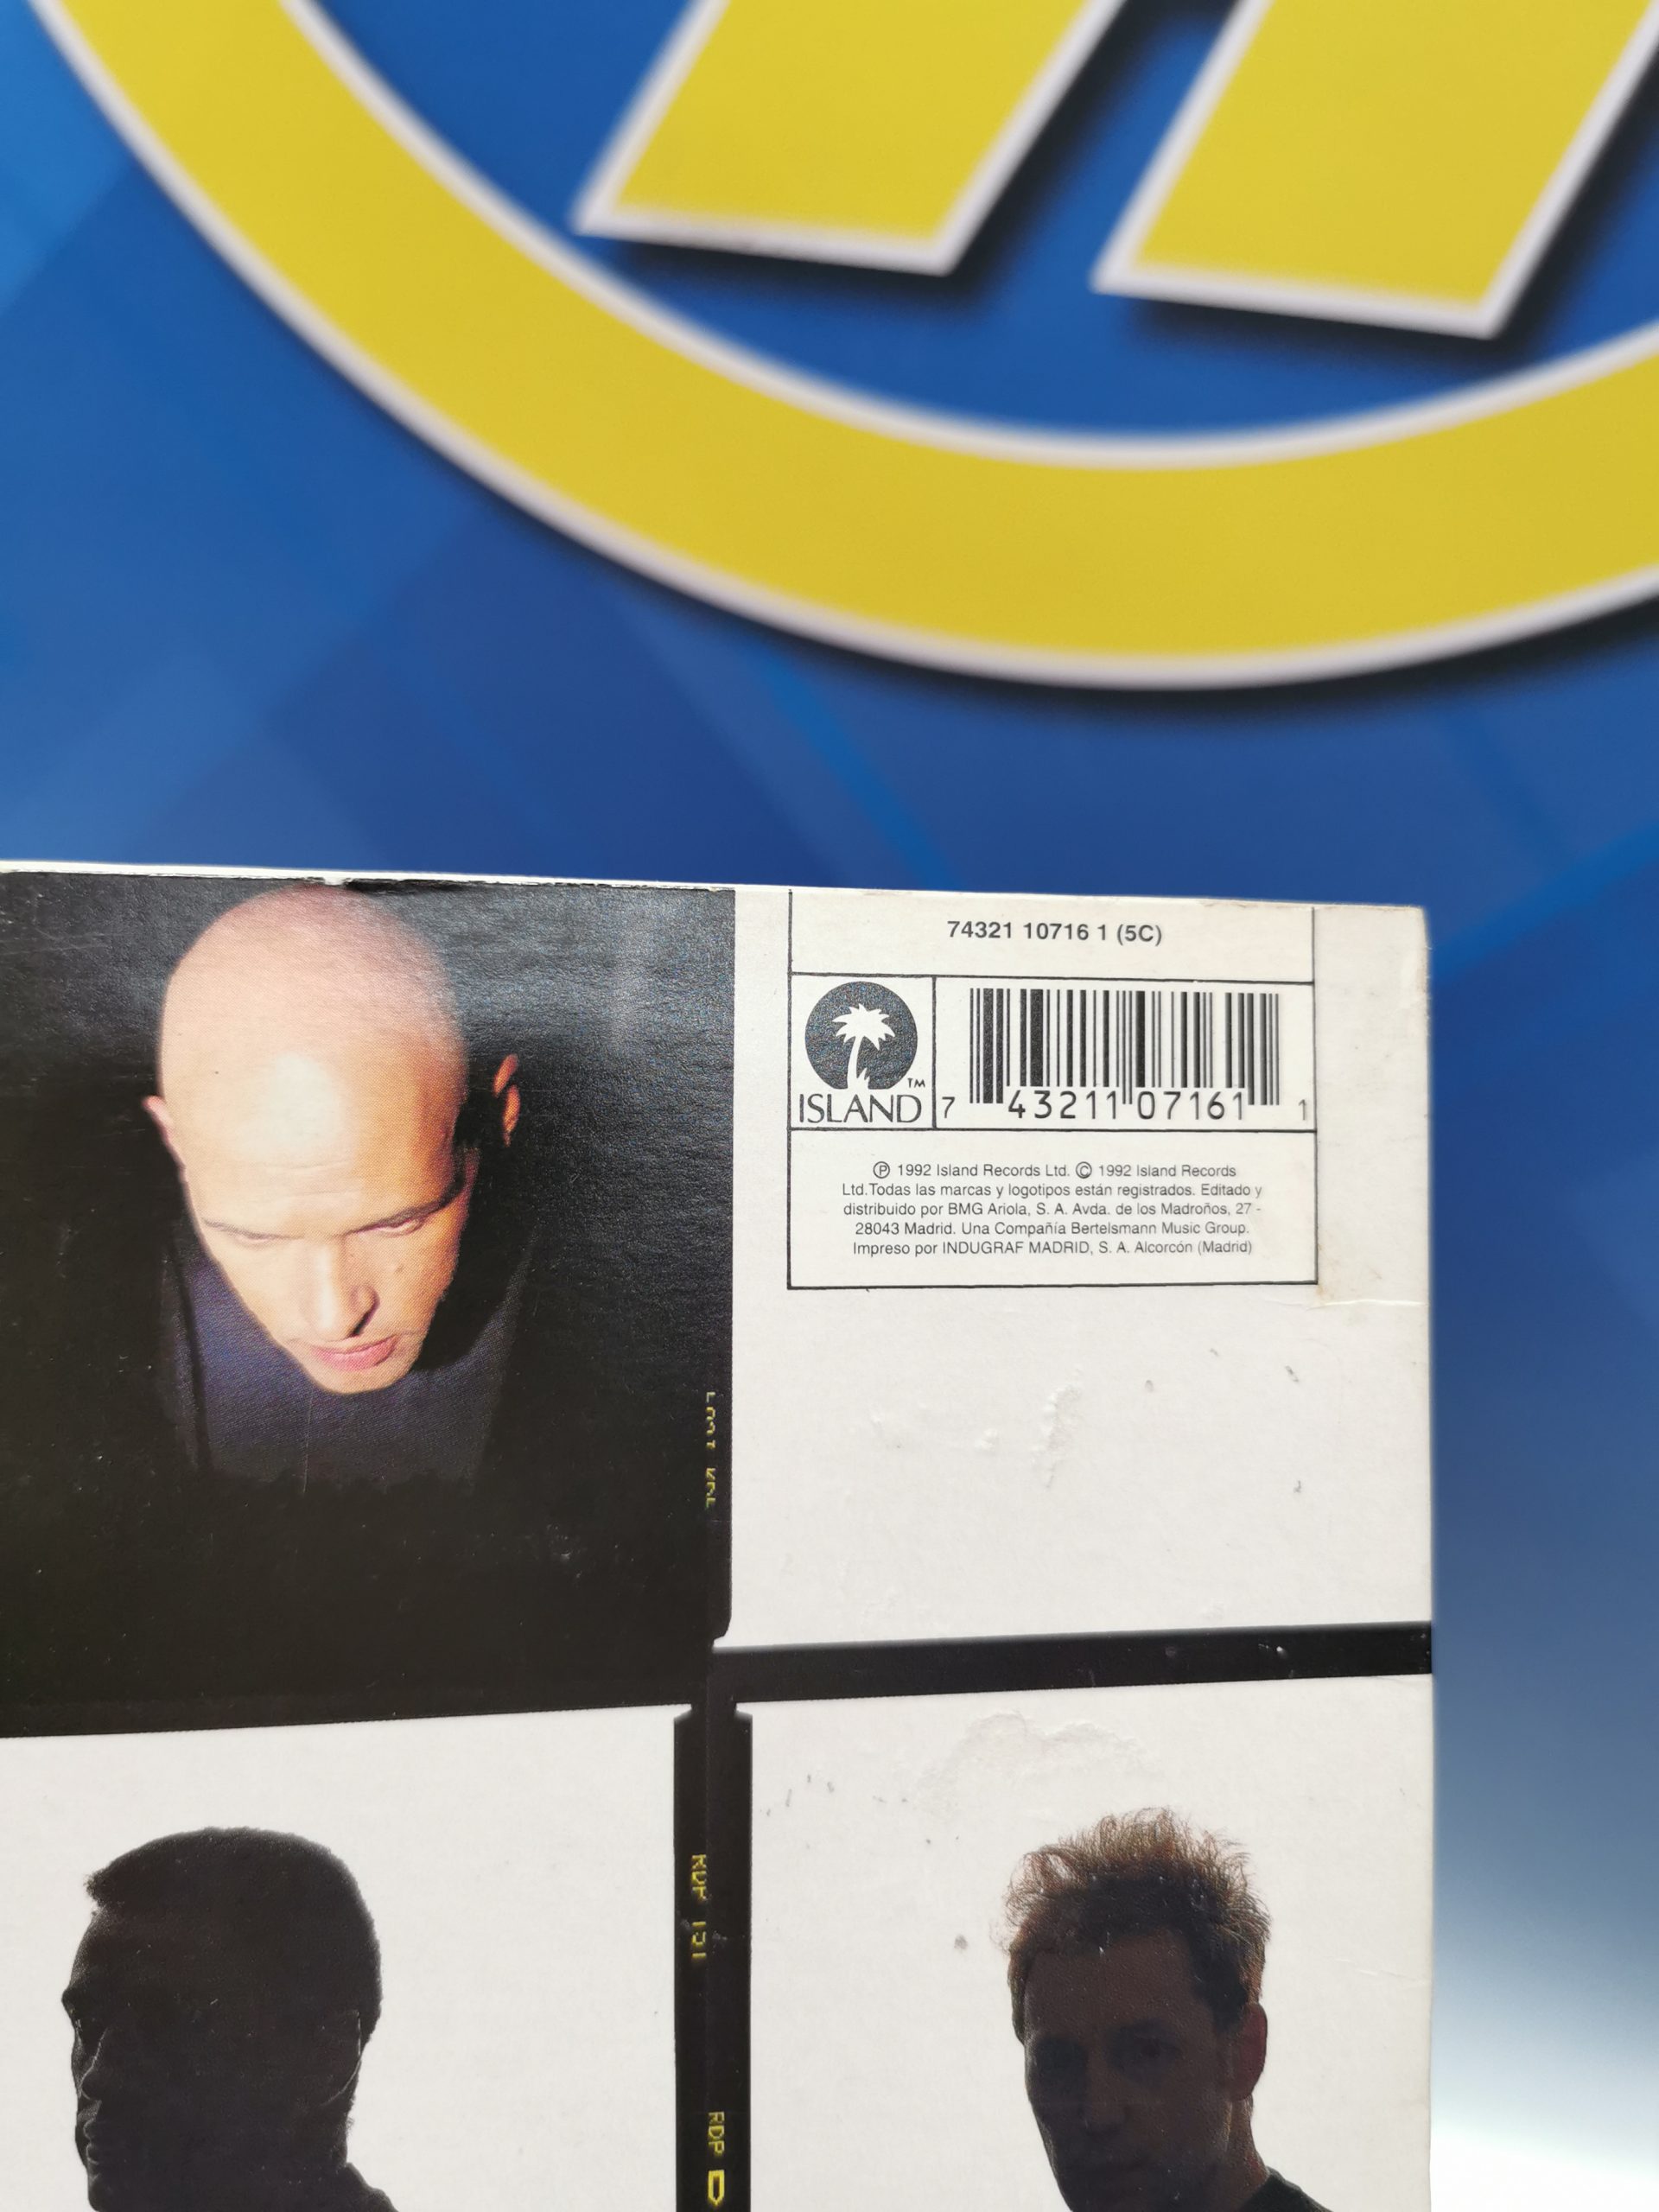 74321 10716 1 (5C)
TM
ISLAND
7 43211 07161 1
Ⓟ 1992 Island Records Ltd. © 1992 Island Records
Ltd.Todas las marcas y logotipos están registrados. Editado y
distribuido por BMG Ariola, S. A. Avda. de los Madroños, 27 -
28043 Madrid. Una Compañía Bertelsmann Music Group.
Impreso por INDUGRAF MADRID, S. A. Alcorcón (Madrid)
RDP